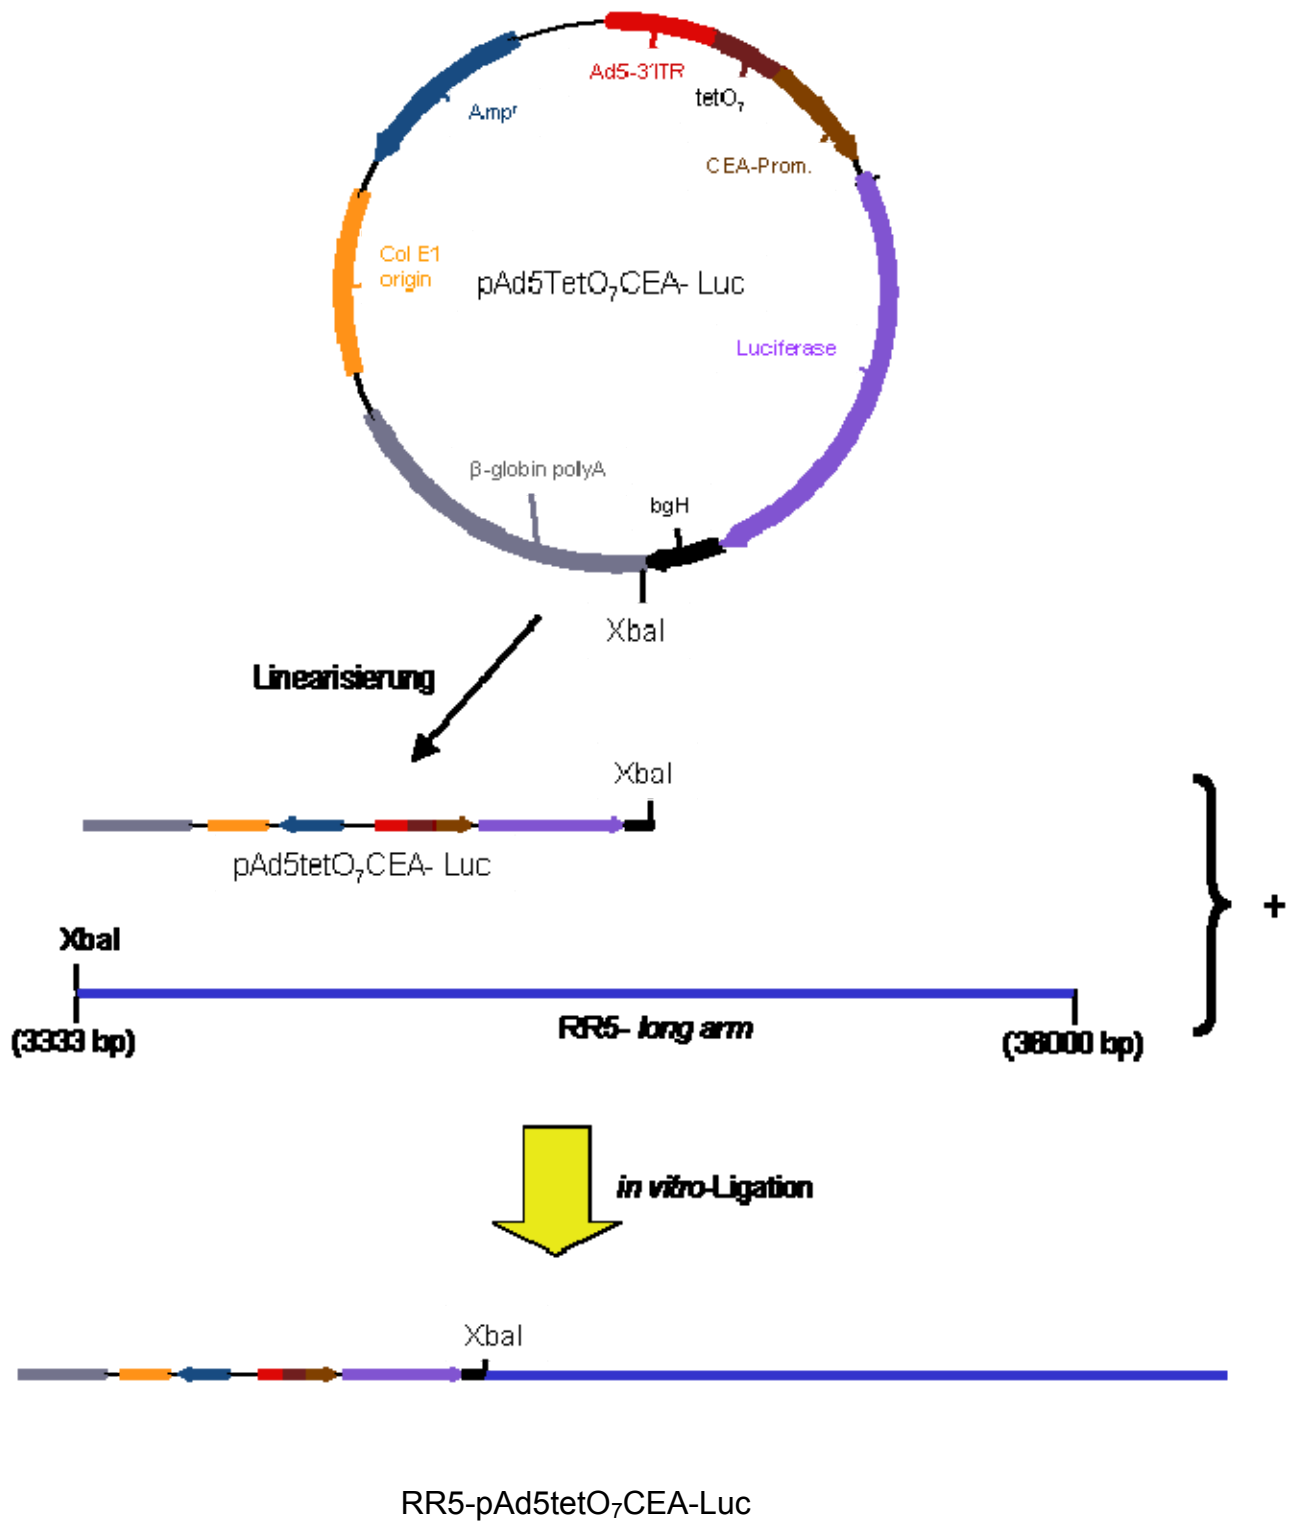 Ad5-3'ITR
tetO₇
Ampʳ
CEA-Prom.
Col E1
origin
pAd5TetO₇CEA- Luc
Luciferase
β-globin polyA
bgH
XbaI
Linearisierung
XbaI
pAd5tetO₇CEA- Luc
+
XbaI
RR5- long arm
(3333 bp)
(36000 bp)
in vitro-Ligation
XbaI
RR5-pAd5tetO₇CEA-Luc